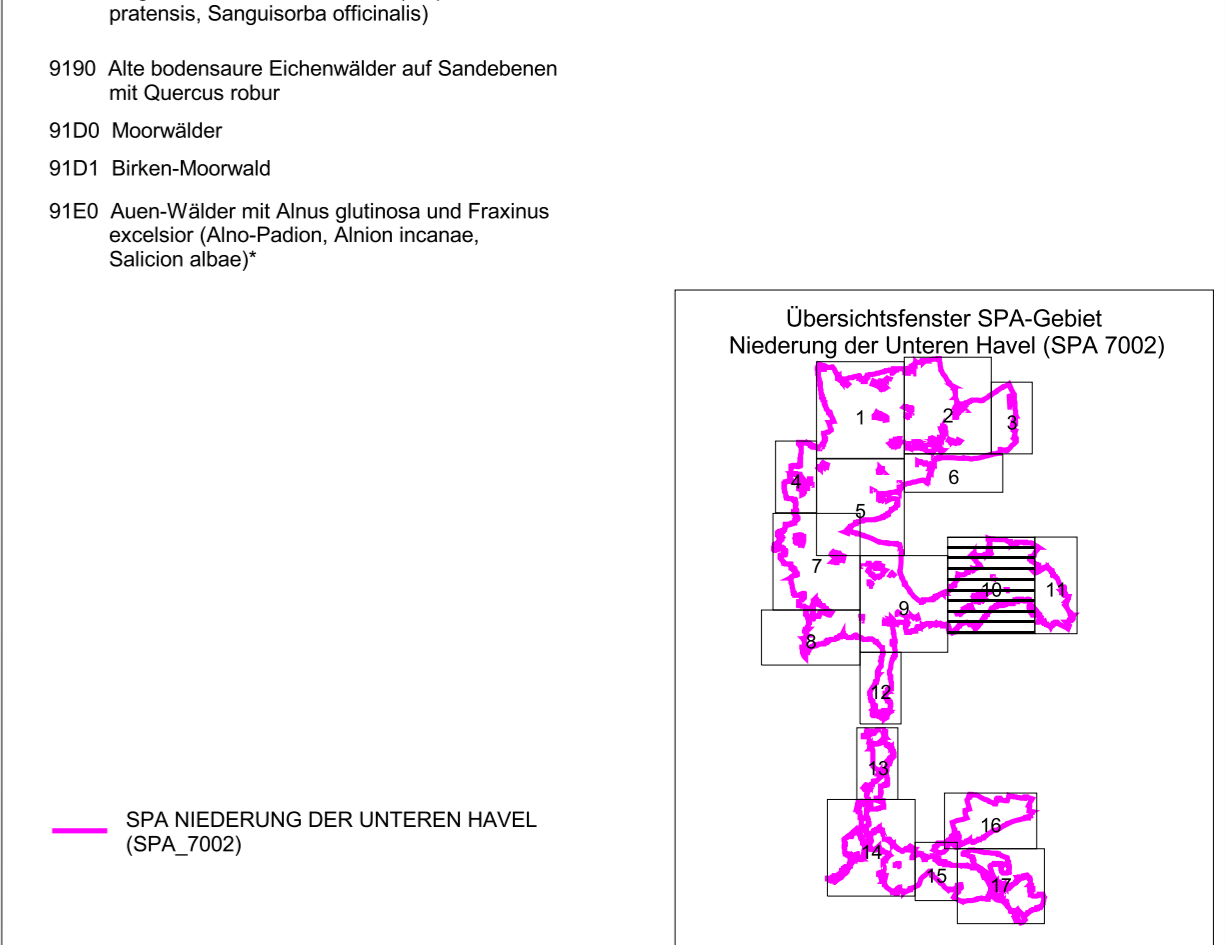 pratensis, Sanguisorba officinalis)
9190 Alte bodensaure Eichenwälder auf Sandebenen
mit Quercus robur
91D0 Moorwälder
91D1 Birken-Moorwald
91E0 Auen-Wälder mit Alnus glutinosa und Fraxinus
excelsior (Alno-Padion, Alnion incanae,
Salicion albae)*
SPA NIEDERUNG DER UNTEREN HAVEL
(SPA_7002)
Übersichtsfenster SPA-Gebiet
Niederung der Unteren Havel (SPA 7002)
1
2
3
4
5
6
7
8
9
10
11
12
13
14
15
16
17